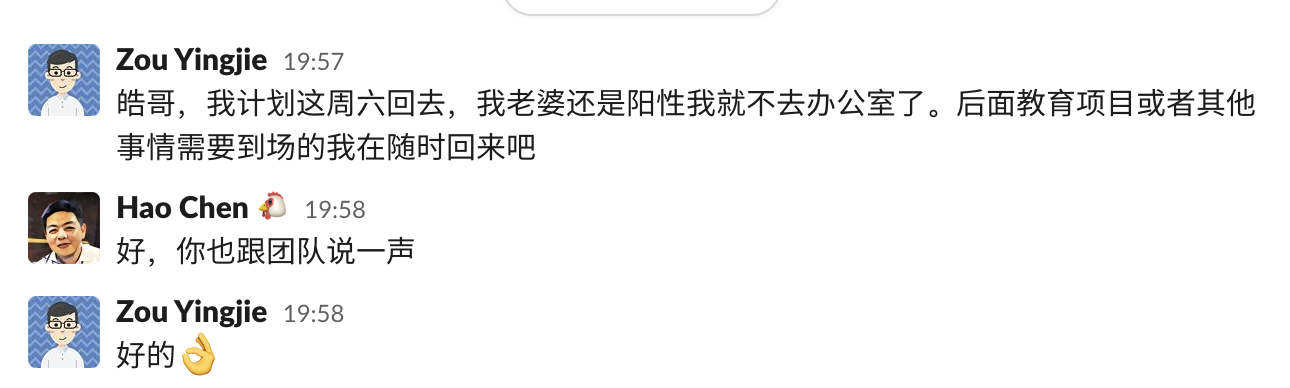 Zou Yingjie 19:57
皓哥，我计划这周六回去，我老婆还是阳性我就不去办公室了。后面教育项目或者其他
事情需要到场的我在随时回来吧
Hao Chen 🐔 19:58
好，你也跟团队说一声
Zou Yingjie 19:58
好的👌